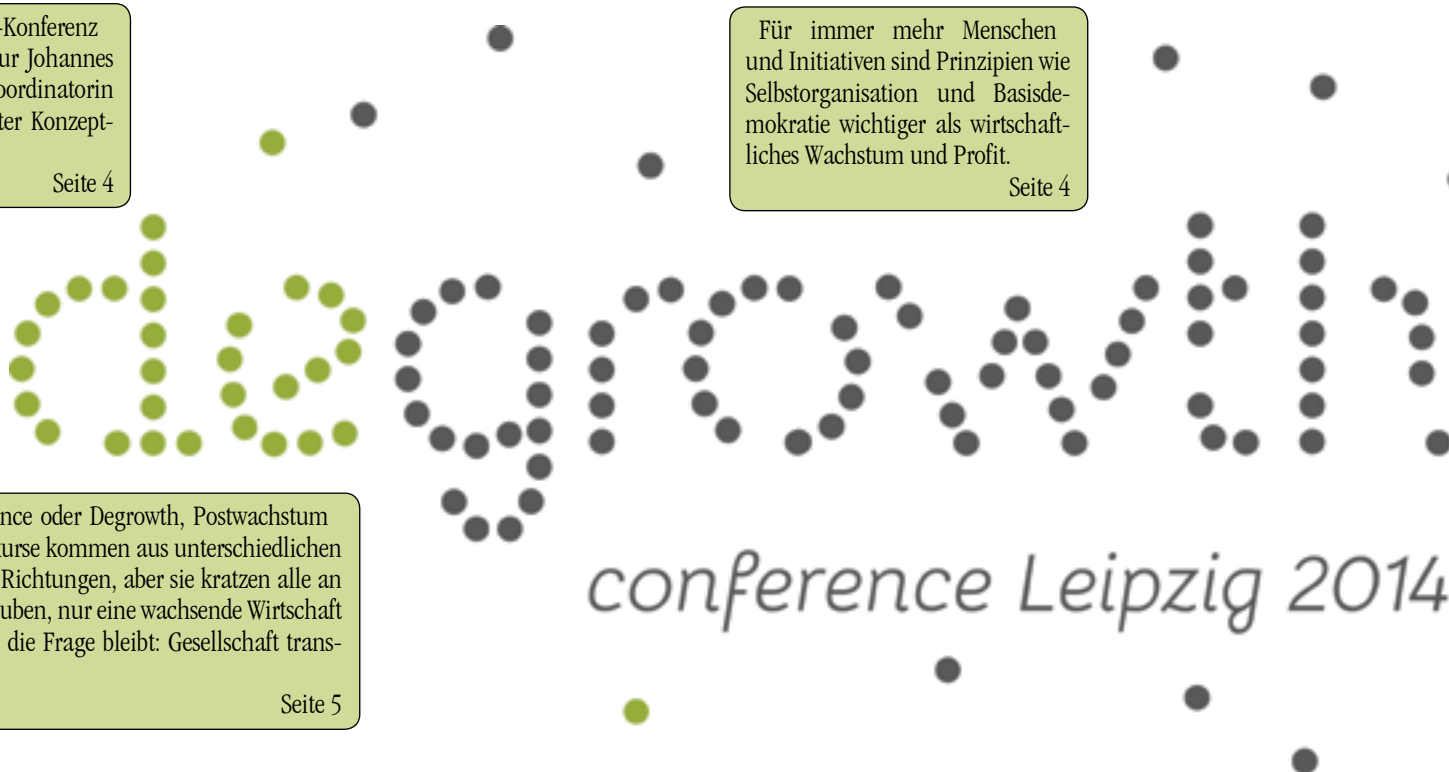 -Konferenz
ur Johannes
oordinatorin
ter Konzept-
Seite 4
Für immer mehr Menschen
und Initiativen sind Prinzipien wie
Selbstorganisation und Basisde-
mokratie wichtiger als wirtschaft-
liches Wachstum und Profit.
Seite 4
degrowth
conference Leipzig 2014
nce oder Degrowth, Postwachstum
kurse kommen aus unterschiedlichen
Richtungen, aber sie kratzen alle an
uben, nur eine wachsende Wirtschaft
die Frage bleibt: Gesellschaft trans-
Seite 5